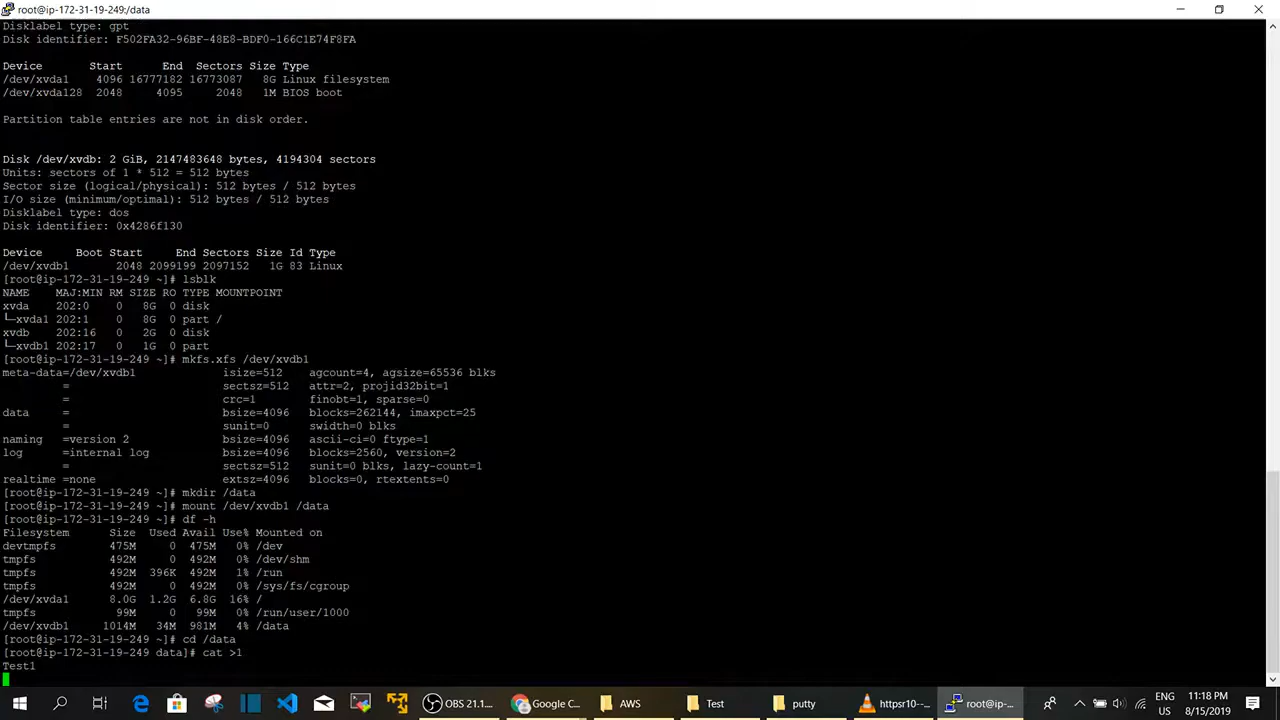 root@ip-172-31-19-249:/data
Disklabel type: gpt
Disk identifier: F502FA32-96BF-48E8-BDF0-166C1E74F8FA
Device      Start      End  Sectors Size Type
/dev/xvda1   4096 16777182 16773087   8G Linux filesystem
/dev/xvda128 2048     4095     2048   1M BIOS boot
Partition table entries are not in disk order.
Disk /dev/xvdb: 2 GiB, 2147483648 bytes, 4194304 sectors
Units: sectors of 1 * 512 = 512 bytes
Sector size (logical/physical): 512 bytes / 512 bytes
I/O size (minimum/optimal): 512 bytes / 512 bytes
Disklabel type: dos
Disk identifier: 0x4286f130
Device     Boot Start     End Sectors Size Id Type
/dev/xvdb1       2048 2099199 2097152   1G 83 Linux
[root@ip-172-31-19-249 ~]# lsblk
NAME    MAJ:MIN RM SIZE RO TYPE MOUNTPOINT
xvda    202:0    0   8G  0 disk
└─xvda1 202:1    0   8G  0 part /
xvdb    202:16   0   2G  0 disk
└─xvdb1 202:17   0   1G  0 part
[root@ip-172-31-19-249 ~]# mkfs.xfs /dev/xvdb1
meta-data=/dev/xvdb1             isize=512    agcount=4, agsize=65536 blks
         =                       sectsz=512   attr=2, projid32bit=1
         =                       crc=1        finobt=1, sparse=0
data     =                       bsize=4096   blocks=262144, imaxpct=25
         =                       sunit=0      swidth=0 blks
naming   =version 2              bsize=4096   ascii-ci=0 ftype=1
log      =internal log           bsize=4096   blocks=2560, version=2
         =                       sectsz=512   sunit=0 blks, lazy-count=1
realtime =none                   extsz=4096   blocks=0, rtextents=0
[root@ip-172-31-19-249 ~]# mkdir /data
[root@ip-172-31-19-249 ~]# mount /dev/xvdb1 /data
[root@ip-172-31-19-249 ~]# df -h
Filesystem      Size  Used Avail Use% Mounted on
devtmpfs        475M     0  475M   0% /dev
tmpfs           492M     0  492M   0% /dev/shm
tmpfs           492M  396K  492M   1% /run
tmpfs           492M     0  492M   0% /sys/fs/cgroup
/dev/xvda1      8.0G  1.2G  6.8G  16% /
tmpfs            99M     0   99M   0% /run/user/1000
/dev/xvdb1     1014M   34M  981M   4% /data
[root@ip-172-31-19-249 ~]# cd /data
[root@ip-172-31-19-249 data]# cat >1
Test1
OBS 21.1.... Google C... AWS Test putty httpsr10--... root@ip-... ENG US 11:18 PM 8/15/2019